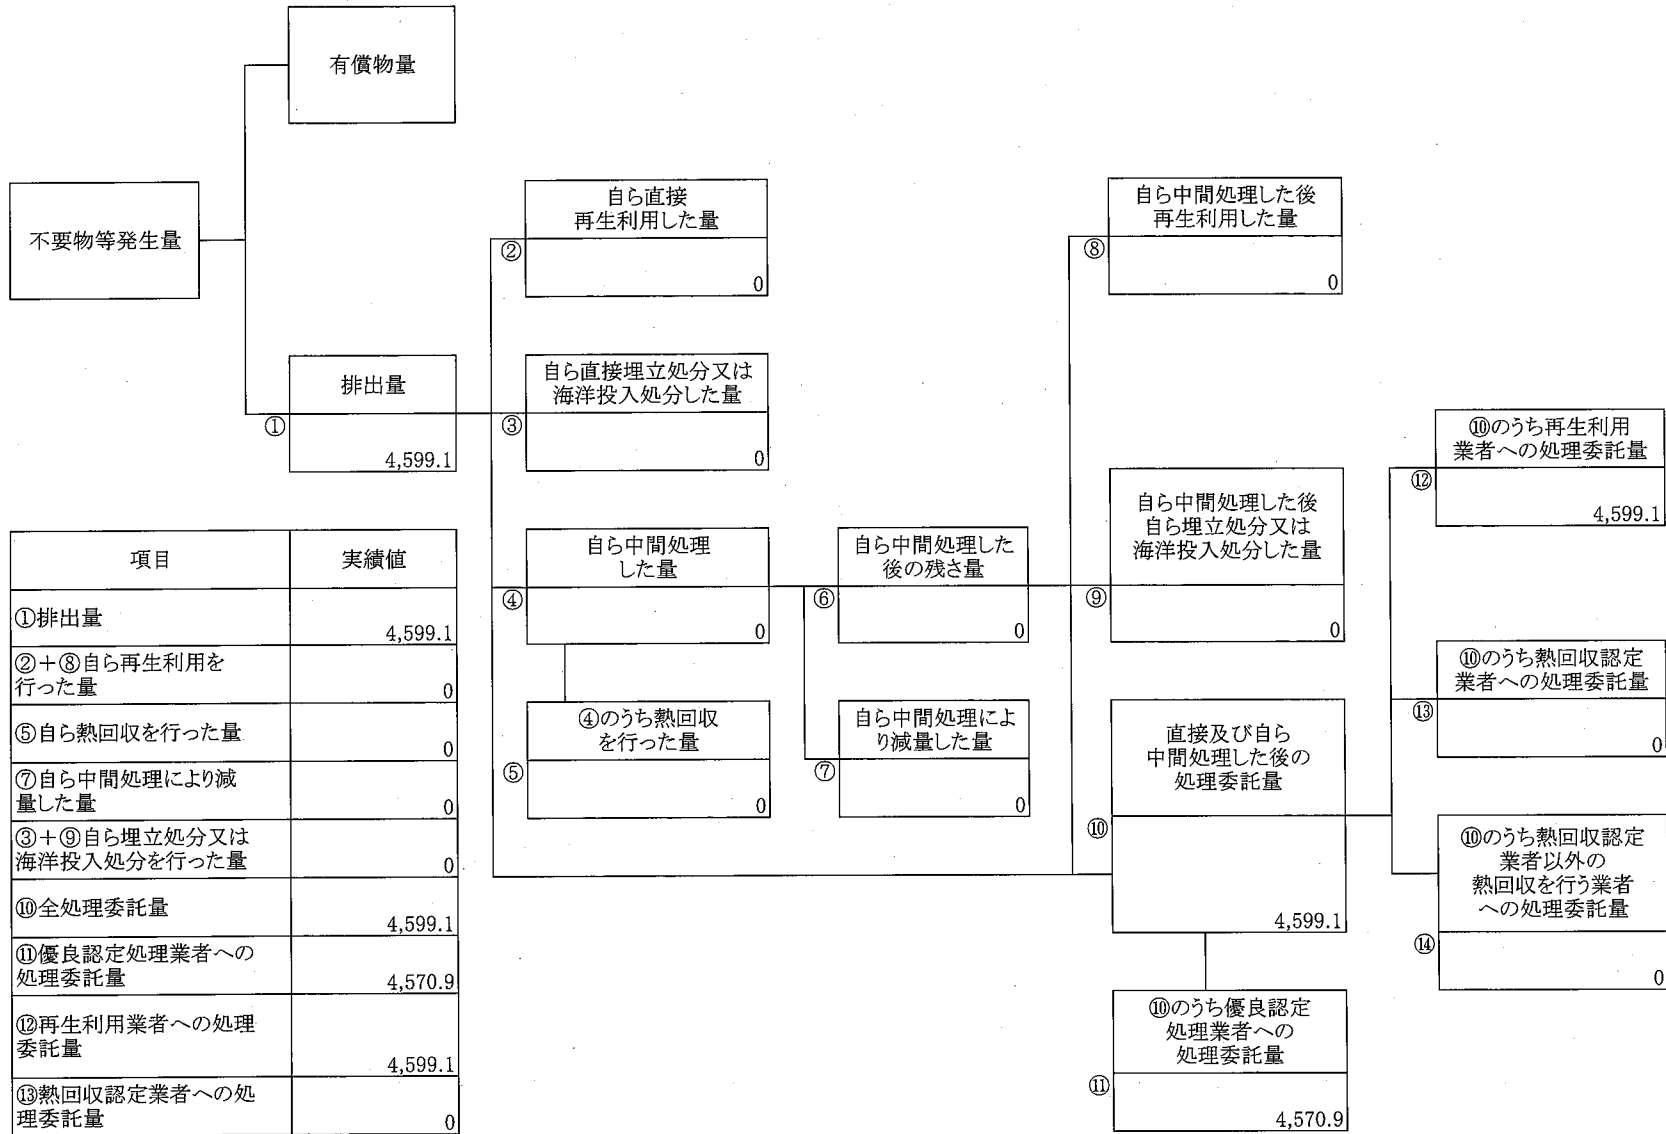 有償物量
不要物等発生量
排出量
①
4,599.1
自ら直接
再生利用した量
②
0
自ら直接埋立処分又は
海洋投入処分した量
③
0
自ら中間処理
した量
④
0
④のうち熱回収
を行った量
⑤
0
自ら中間処理した
後の残さ量
⑥
0
自ら中間処理によ
り減量した量
⑦
0
自ら中間処理した後
再生利用した量
⑧
0
自ら中間処理した後
自ら埋立処分又は
海洋投入処分した量
⑨
0
直接及び自ら
中間処理した後の
処理委託量
⑩
4,599.1
⑩のうち優良認定
処理業者への
処理委託量
⑪
4,570.9
⑩のうち再生利用
業者への処理委託量
⑫
4,599.1
⑩のうち熱回収認定
業者への処理委託量
⑬
0
⑩のうち熱回収認定
業者以外の
熱回収を行う業者
への処理委託量
⑭
0
項目 実績値
①排出量
4,599.1
②+⑧自ら再生利用を
行った量 0
⑤自ら熱回収を行った量
0
⑦自ら中間処理により減
量した量 0
③+⑨自ら埋立処分又は
海洋投入処分を行った量 0
⑩全処理委託量
4,599.1
⑪優良認定処理業者への
処理委託量 4,570.9
⑫再生利用業者への処理
委託量
4,599.1
⑬熱回収認定業者への処
理委託量 0